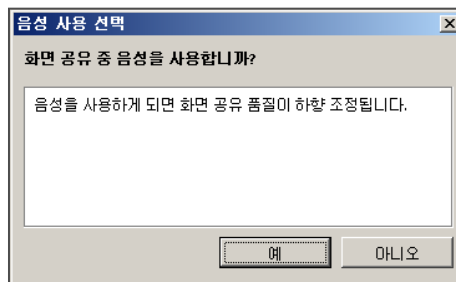 음성 사용 선택
화면 공유 중 음성을 사용합니까?
음성을 사용하게 되면 화면 공유 품질이 하향 조정됩니다.
예
아니오